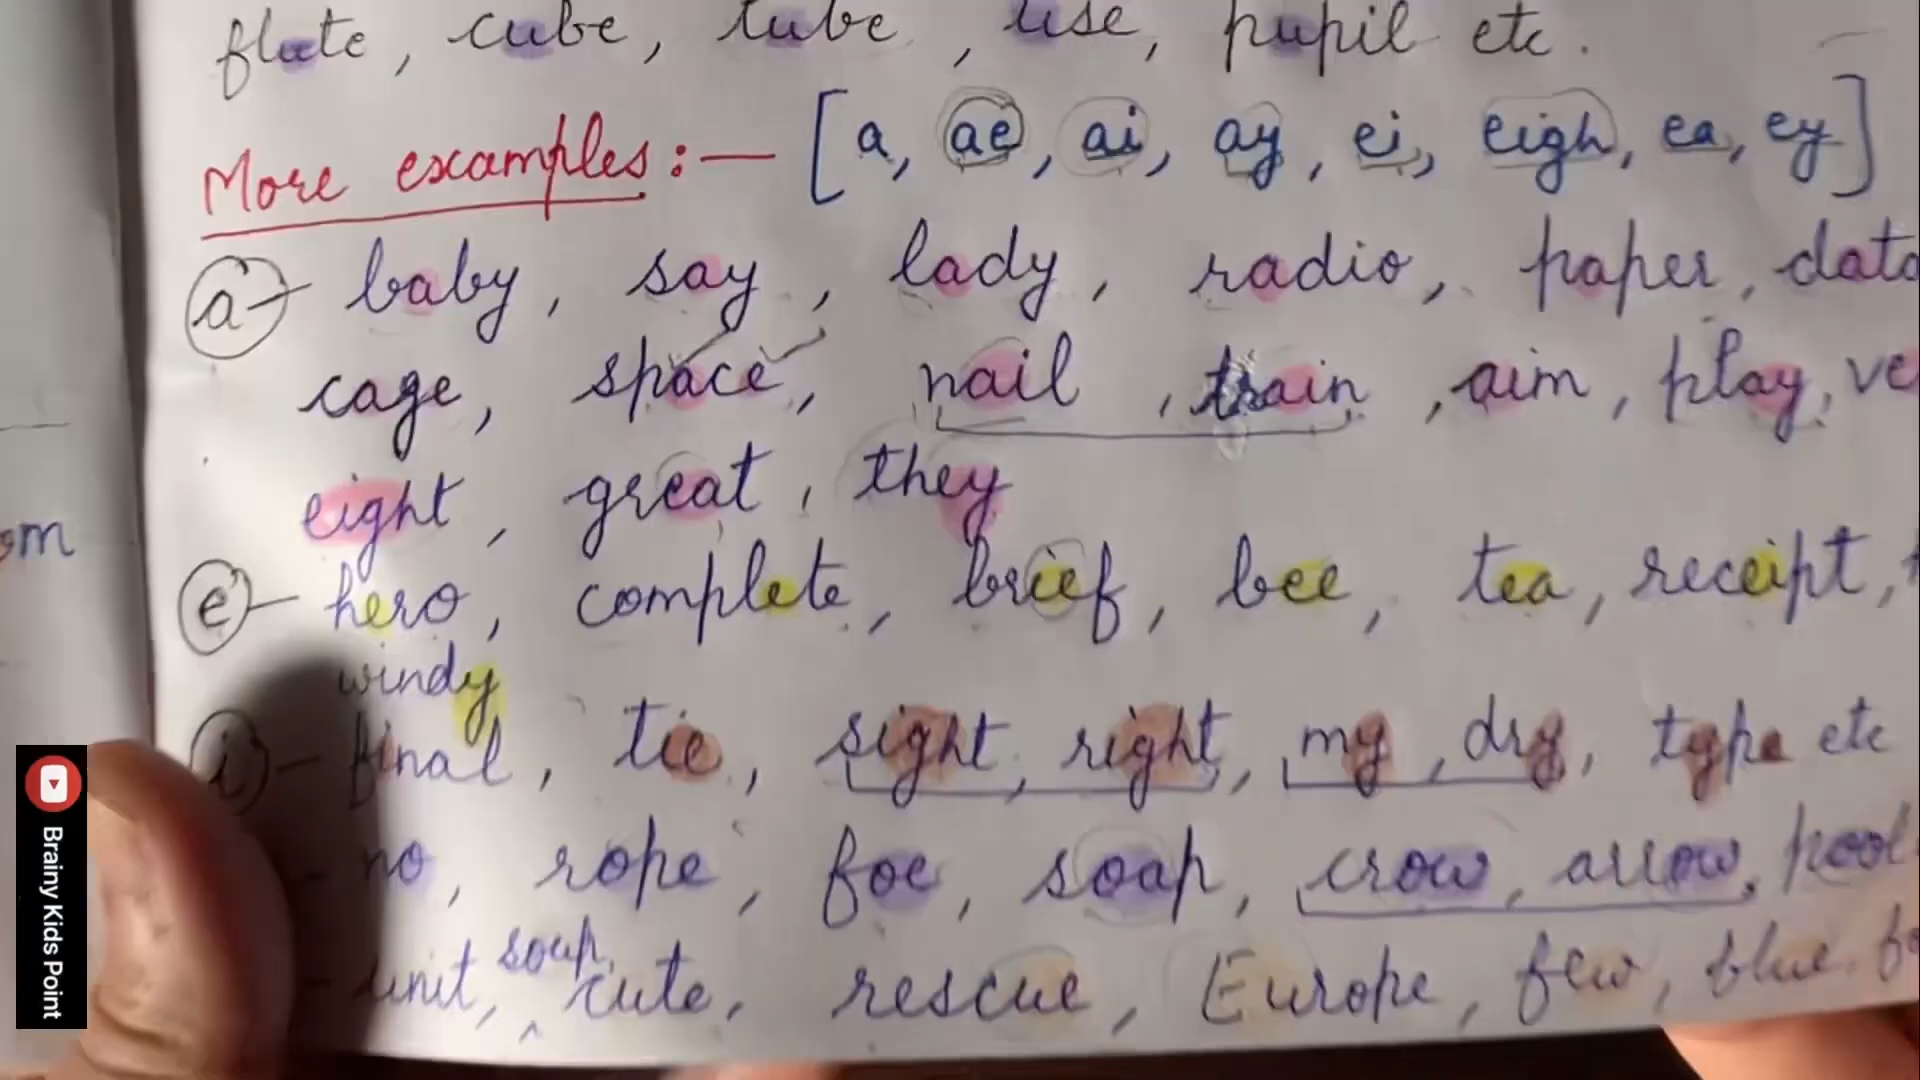 flute, cube, tube, use, pupil etc.
More examples:— [a, ae, ai, ay, ei, eigh, ea, ey]
a- baby, say, lady, radio, paper, data
cage, space, nail, train, aim, play,
eight, great, they
e- hero, complete, brief, bee, tea, receipt,
windy
i- final, tie, sight, right, my, dry, type etc
- no, rope, foe, soap, crow, arrow, pool
soup
- unit, ^ cute, rescue, Europe, few, blue
Brainy Kids Point